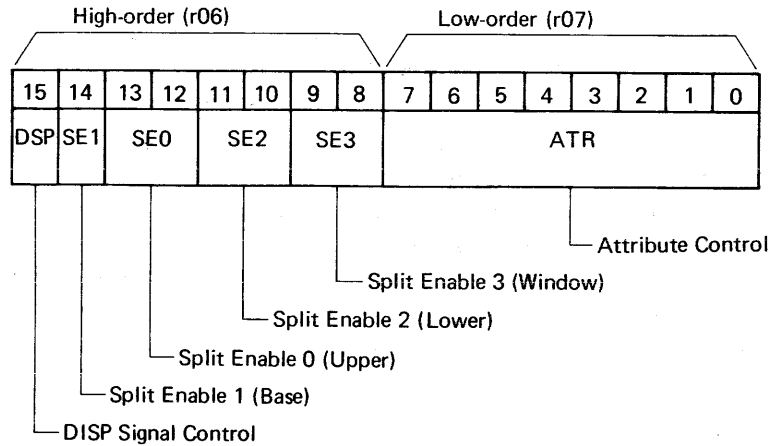 High-order (r06) Low-order (r07)
15 14 13 12 11 10 9 8 7 6 5 4 3 2 1 0
DSP SE1 SE0 SE2 SE3 ATR
Attribute Control
Split Enable 3 (Window)
Split Enable 2 (Lower)
Split Enable 0 (Upper)
Split Enable 1 (Base)
DISP Signal Control